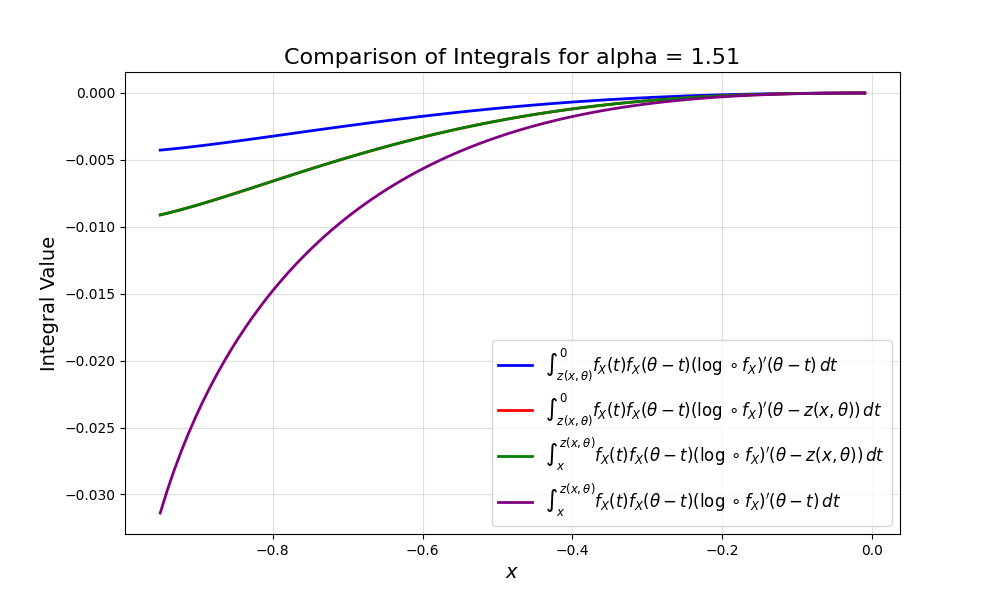 Comparison of Integrals for alpha = 1.51
Integral Value
0.000
−0.005
−0.010
−0.015
−0.020
−0.025
−0.030
∫_{z(x, θ)}^{0} f_X(t)f_X(θ − t)(log ∘ f_X)′(θ − t) dt
∫_{z(x, θ)}^{0} f_X(t)f_X(θ − t)(log ∘ f_X)′(θ − z(x, θ)) dt
∫_{x}^{z(x, θ)} f_X(t)f_X(θ − t)(log ∘ f_X)′(θ − z(x, θ)) dt
∫_{x}^{z(x, θ)} f_X(t)f_X(θ − t)(log ∘ f_X)′(θ − t) dt
−0.8 −0.6 −0.4 −0.2 0.0
x